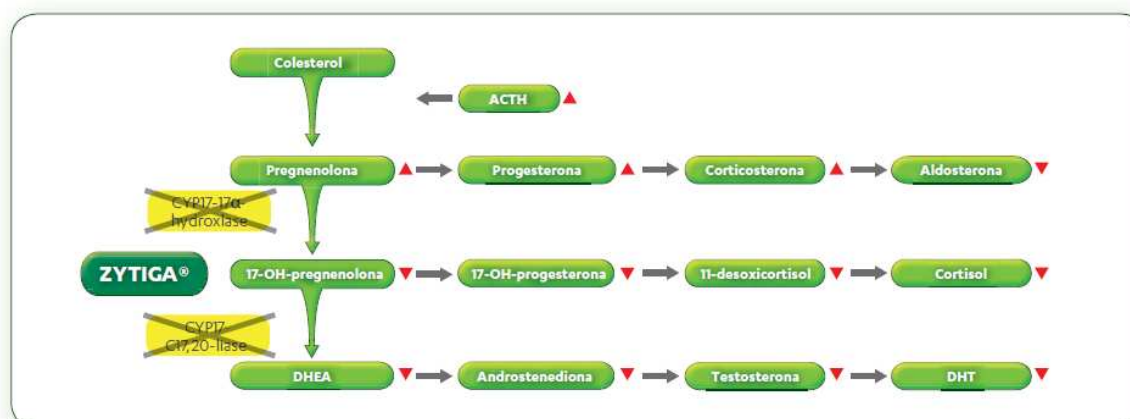 Colesterol
ACTH
Pregnenolona
Progesterona
Corticosterona
Aldosterona
CYP17-17α-
hydroxlase
ZYTIGA®
17-OH-pregnenolona
17-OH-progesterona
11-desoxicortisol
Cortisol
CYP17-
C17,20-liase
DHEA
Androstenediona
Testosterona
DHT